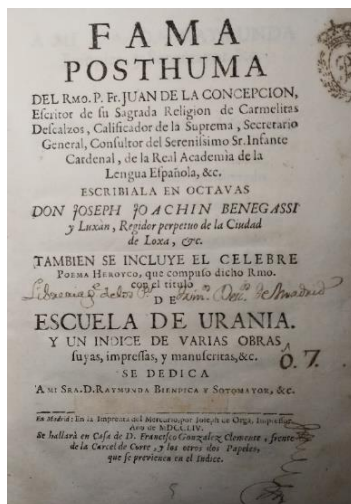 FAMA
POSTHUMA
DEL RMO. P. Fr. JUAN DE LA CONCEPCION,
Escritor de su Sagrada Religion de Carmelitas
Descalzos, Calificador de la Suprema, Secretario
General, Consultor del Serenissimo Sr. Infante
Cardenal, de la Real Academia de la
Lengua Española, &c.
ESCRIBIALA EN OCTAVAS
DON JOSEPH JOACHIN BENEGASSI
y Luxàn, Regidor perpetuo de la Ciudad
de Loxa, &c.
TAMBIEN SE INCLUYE EL CELEBRE
POEMA HEROYCO, que compuso dicho Rmo.
con el titulo
de Madrid
DE
ESCUELA DE URANIA.
Y UN INDICE DE VARIAS OBRAS
suyas, impressas, y manuscritas, &c.
O. 7.
SE DEDICA
A MI SRA. D. RAYMUNDA BIENDICA E SOTOMAYOR, &c.
En Madrid: En la Imprenta del Mercurio, por Joseph de Orga, Impressor.
Año de MDCCLIV.
Se hallarà en Casa de D. Francisco Gonzalez Clemente, frente
de la Carcel de Corte, y los otros dos Papeles,
que se previenen en el Indice.
5